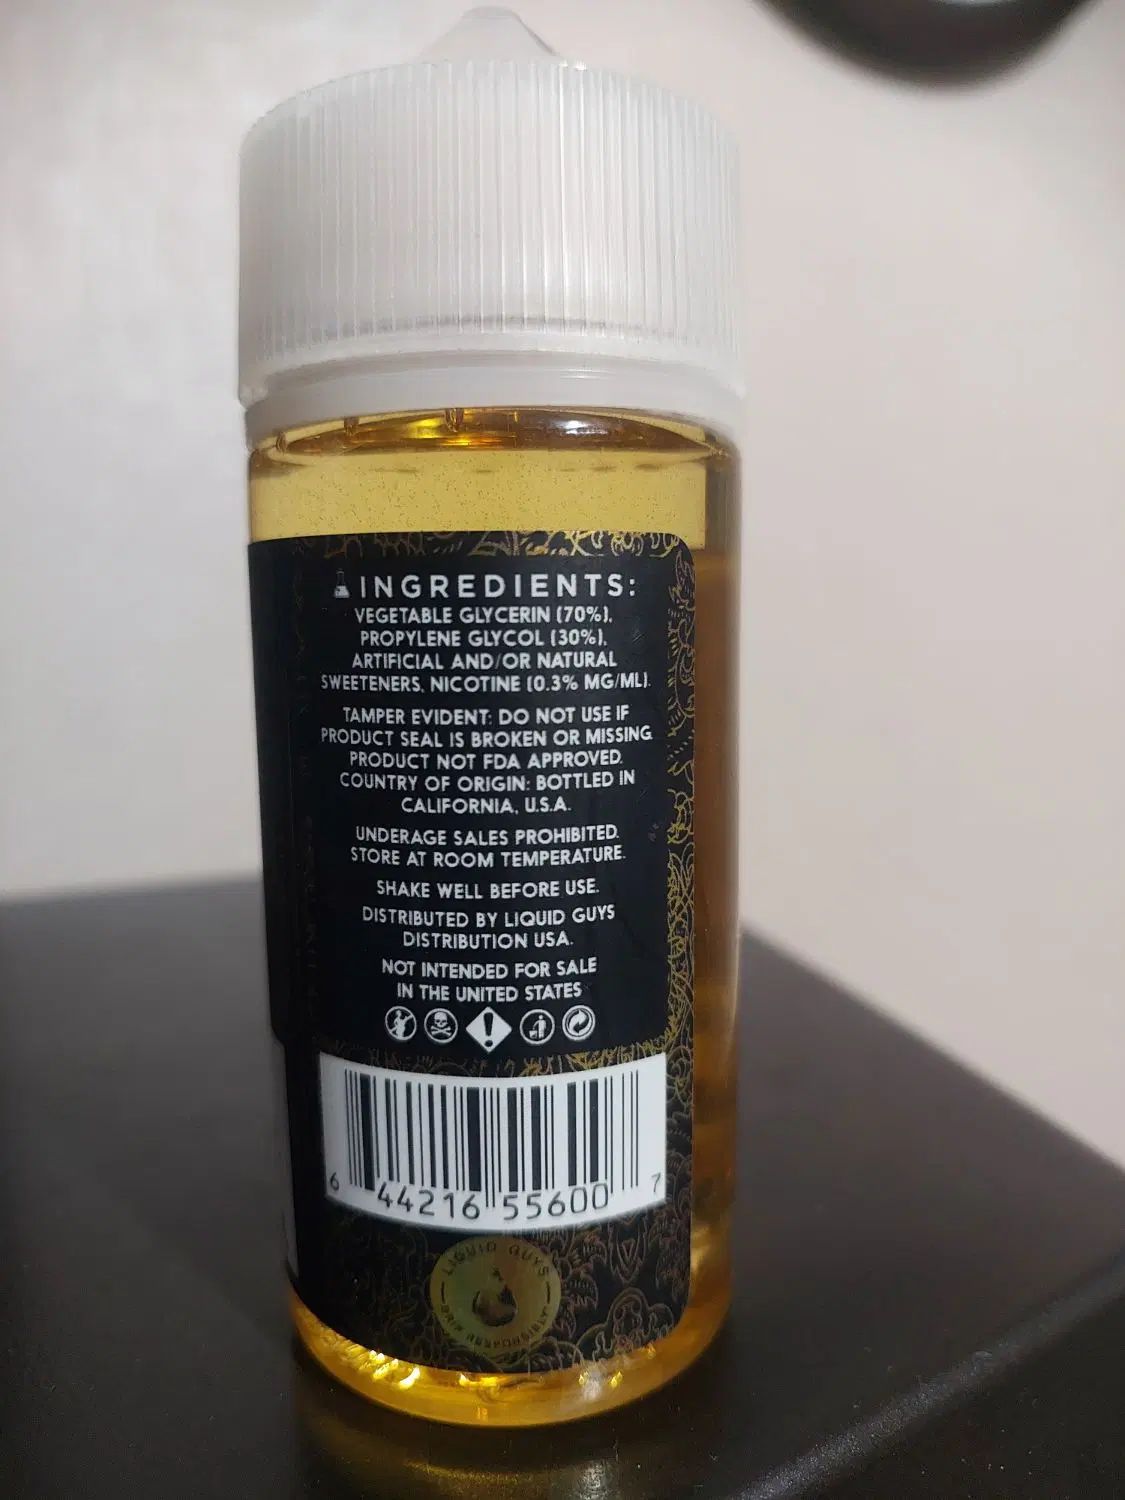 INGREDIENTS:
VEGETABLE GLYCERIN (70%),
PROPYLENE GLYCOL (30%),
ARTIFICIAL AND/OR NATURAL
SWEETENERS, NICOTINE (0.3% MG/ML).
TAMPER EVIDENT: DO NOT USE IF
PRODUCT SEAL IS BROKEN OR MISSING.
PRODUCT NOT FDA APPROVED.
COUNTRY OF ORIGIN: BOTTLED IN
CALIFORNIA, U.S.A.
UNDERAGE SALES PROHIBITED.
STORE AT ROOM TEMPERATURE.
SHAKE WELL BEFORE USE.
DISTRIBUTED BY LIQUID GUYS
DISTRIBUTION USA.
NOT INTENDED FOR SALE
IN THE UNITED STATES
6 44216 55600 7
LIQUID GUYS
DRIP RESPONSIBLY